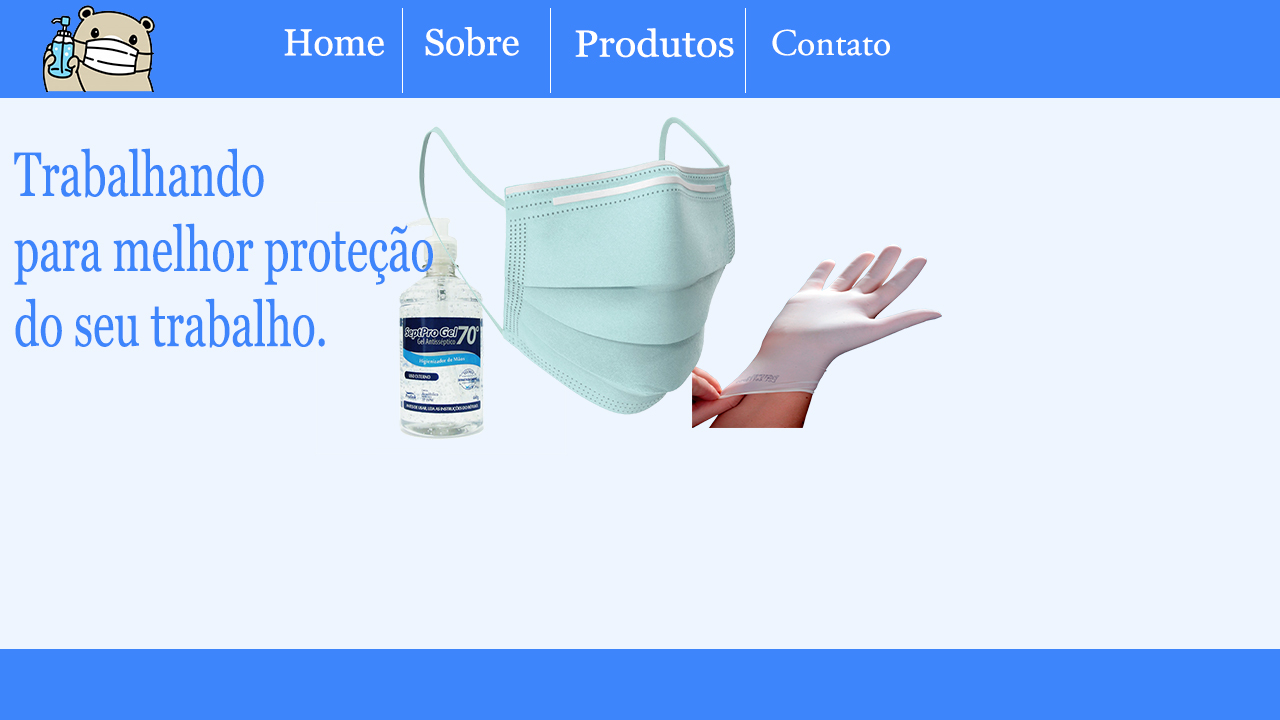 Home
Sobre
Produtos
Contato
Trabalhando
para melhor proteção
do seu trabalho.
SeptPro Gel 70°
Gel Antisséptico
Higienizador de Mãos
USO EXTERNO
ANTES DE USAR, LEIA AS INSTRUÇÕES DO RÓTULO